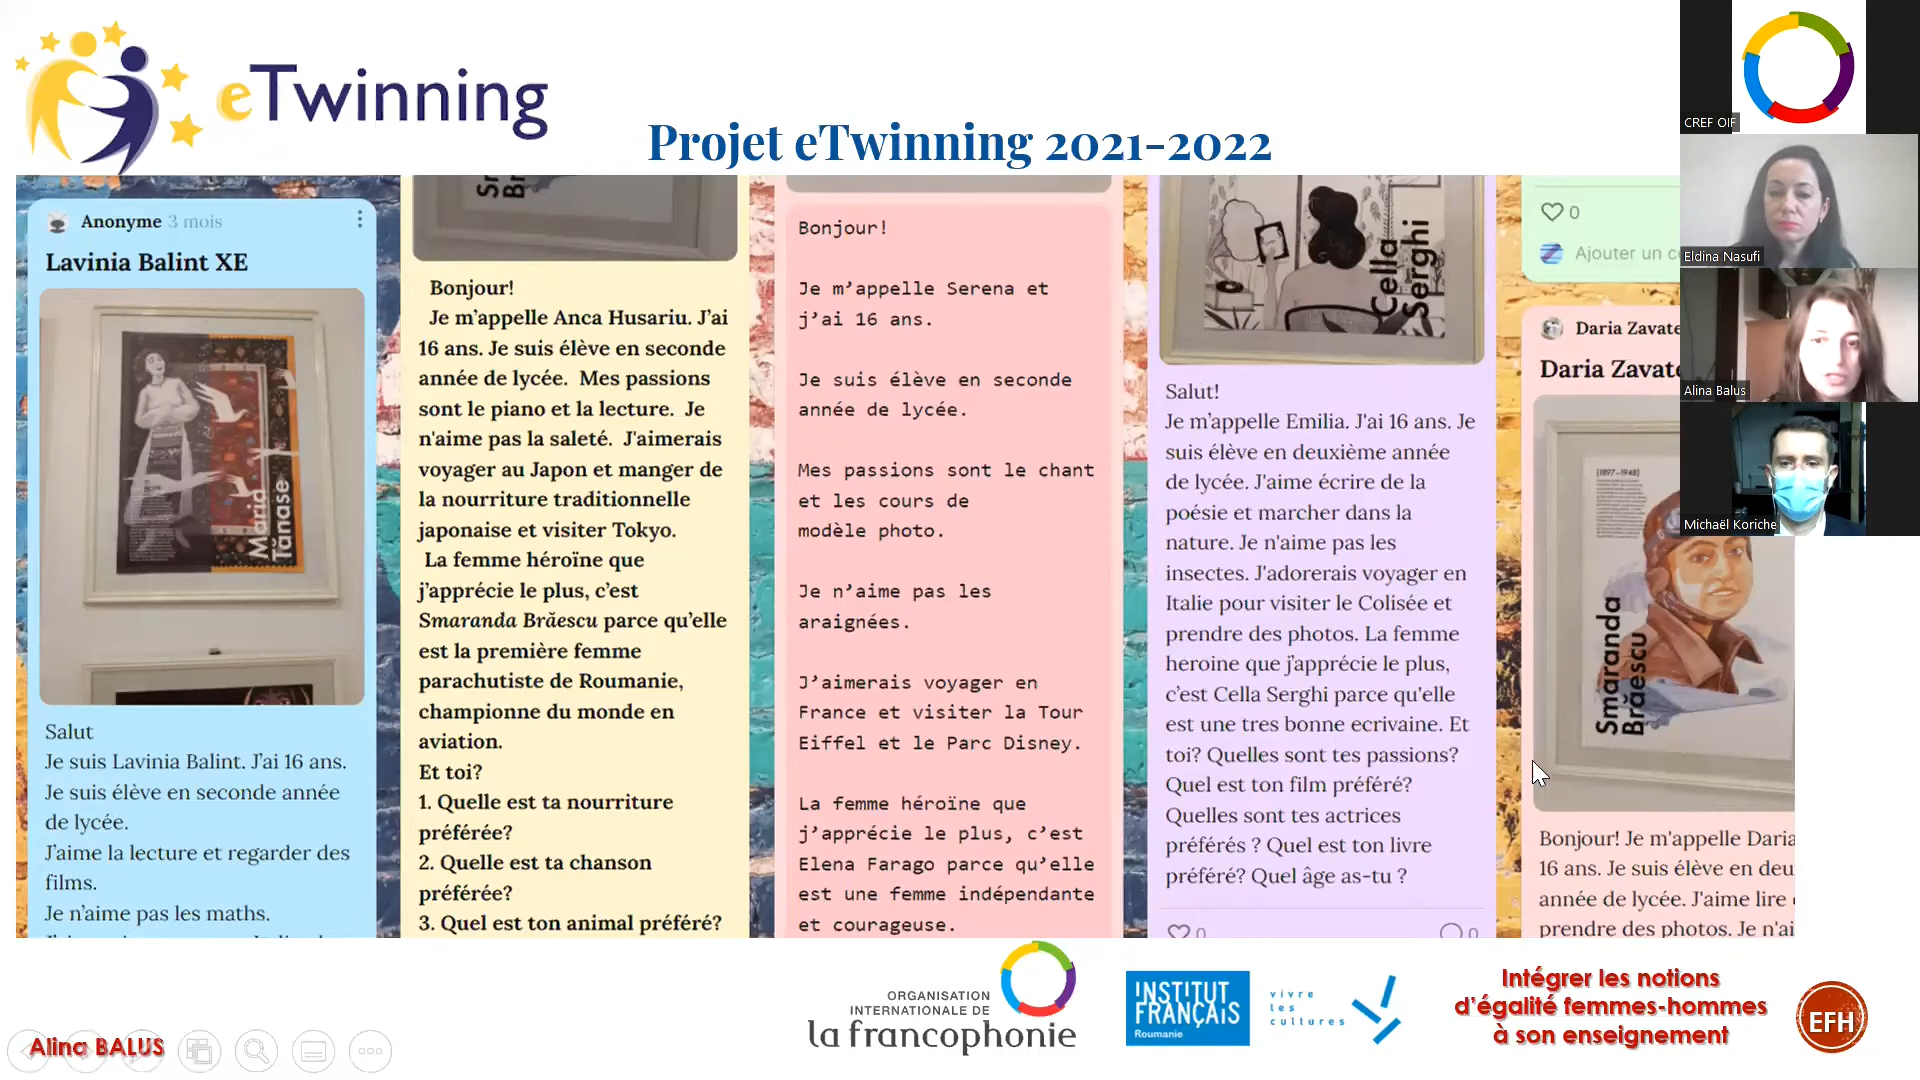 eTwinning
Projet eTwinning 2021-2022
Anonyme 3 mois
Lavinia Balint XE
Maria
Tănase
Salut
Je suis Lavinia Balint. J'ai 16 ans.
Je suis élève en seconde année
de lycée.
J'aime la lecture et regarder des
films.
Je n'aime pas les maths.
Bonjour!
Je m'appelle Anca Husariu. J'ai
16 ans. Je suis élève en seconde
année de lycée. Mes passions
sont le piano et la lecture. Je
n'aime pas la saleté. J'aimerais
voyager au Japon et manger de
la nourriture traditionnelle
japonaise et visiter Tokyo.
La femme héroïne que
j'apprécie le plus, c'est
Smaranda Brăescu parce qu'elle
est la première femme
parachutiste de Roumanie,
championne du monde en
aviation.
Et toi?
1. Quelle est ta nourriture
préférée?
2. Quelle est ta chanson
préférée?
3. Quel est ton animal préféré?
Bonjour!
Je m’appelle Serena et
j’ai 16 ans.
Je suis élève en seconde
année de lycée.
Mes passions sont le chant
et les cours de
modèle photo.
Je n’aime pas les
araignées.
J’aimerais voyager en
France et visiter la Tour
Eiffel et le Parc Disney.
La femme héroïne que
j’apprécie le plus, c’est
Elena Farago parce qu’elle
est une femme indépendante
et courageuse.
Cella
Serghi
Salut!
Je m'appelle Emilia. J'ai 16 ans. Je
suis élève en deuxième année
de lycée. J'aime écrire de la
poésie et marcher dans la
nature. Je n'aime pas les
insectes. J'adorerais voyager en
Italie pour visiter le Colisée et
prendre des photos. La femme
heroine que j'apprécie le plus,
c'est Cella Serghi parce qu'elle
est une tres bonne ecrivaine. Et
toi? Quelles sont tes passions?
Quel est ton film préféré?
Quelles sont tes actrices
préférés ? Quel est ton livre
préféré? Quel âge as-tu ?
0
0
0
Ajouter un c
Daria Zavate
Daria Zavate
[1897-1948]
Smaranda
Brăescu
Bonjour! Je m'appelle Daria
16 ans. Je suis élève en deu
année de lycée. J'aime lire
prendre des photos. Je n'ai
CREF OIF
Eldina Nasufi
Alina Balus
Michaël Koriche
Alina BALUS
ORGANISATION
INTERNATIONALE DE
la francophonie
INSTITUT
FRANÇAIS
Roumanie
vivre
les
cultures
Intégrer les notions
d'égalité femmes-hommes
à son enseignement
EFH